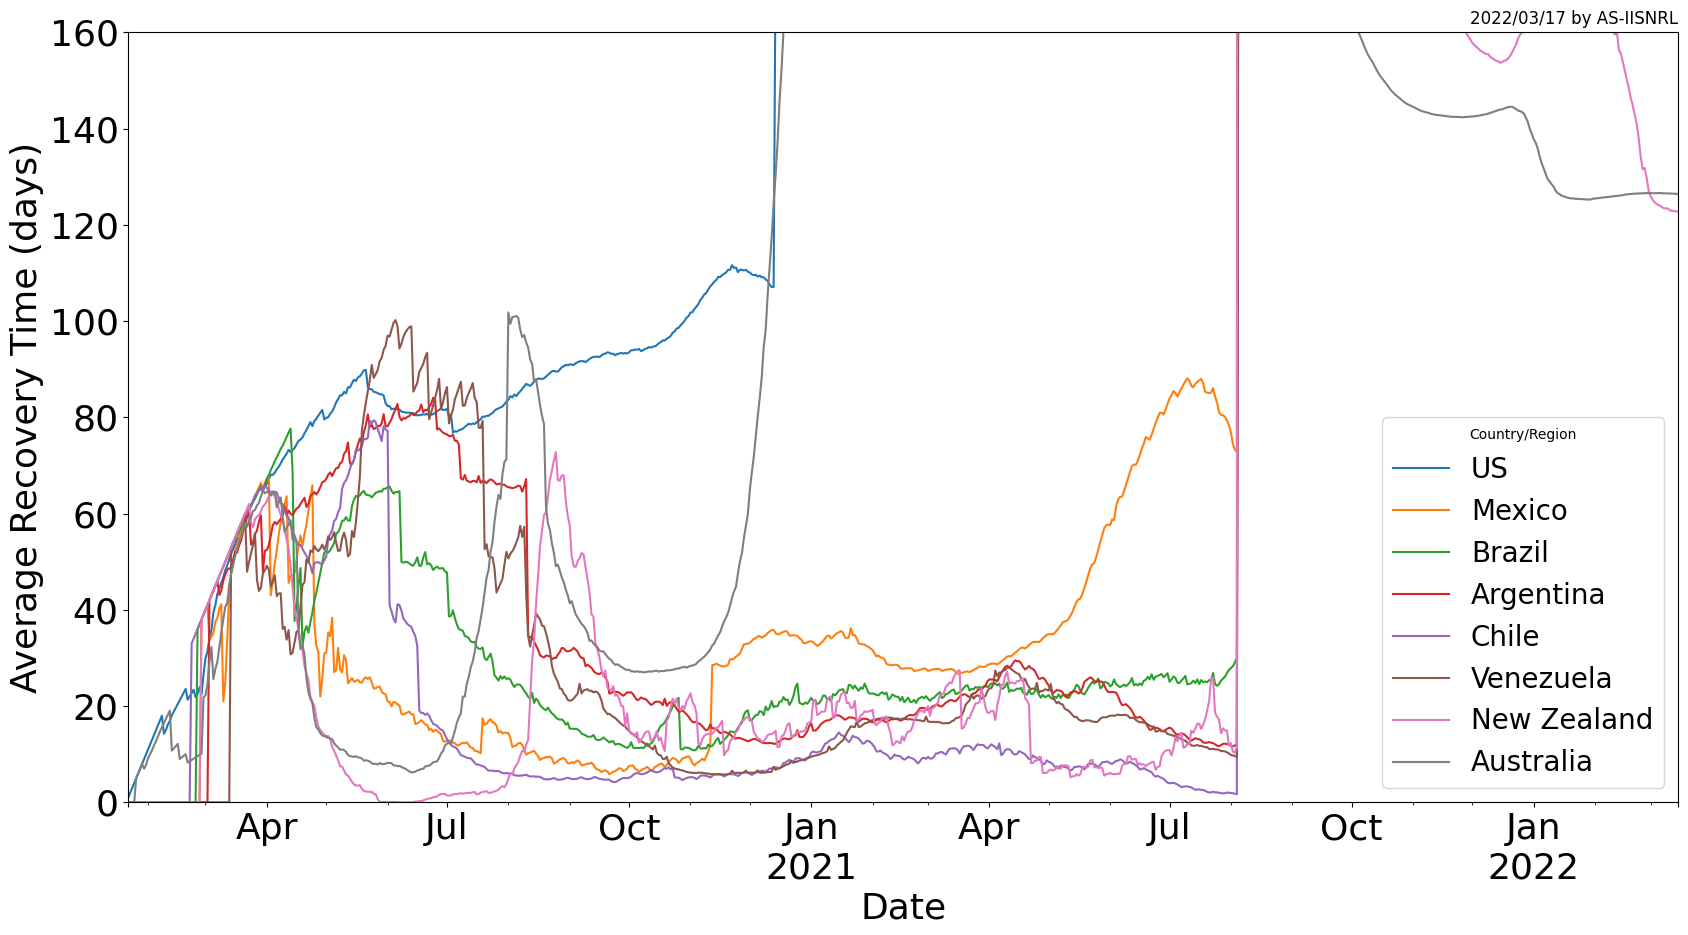 2022/03/17 by AS-IISNRL
160
140
120
100
80
60
40
20
0
Average Recovery Time (days)
Country/Region
US
Mexico
Brazil
Argentina
Chile
Venezuela
New Zealand
Australia
Apr Jul Oct Jan Apr Jul Oct Jan
2021 2022
Date